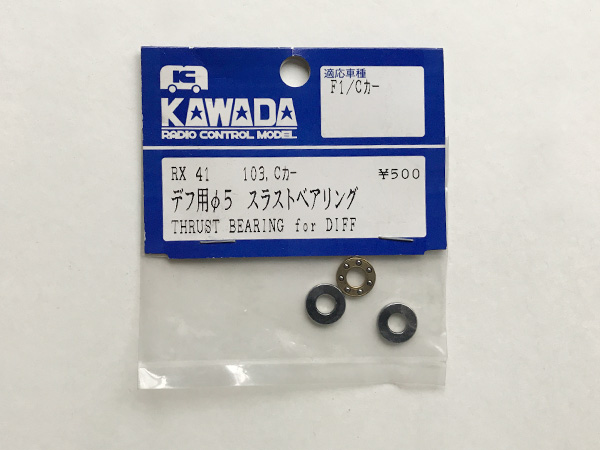 K
KAWADA
RADIO CONTROL MODEL
適応車種
F1/Cカー
RX 41 103,Cカー ¥500
デフ用φ5 スラストベアリング
THRUST BEARING for DIFF